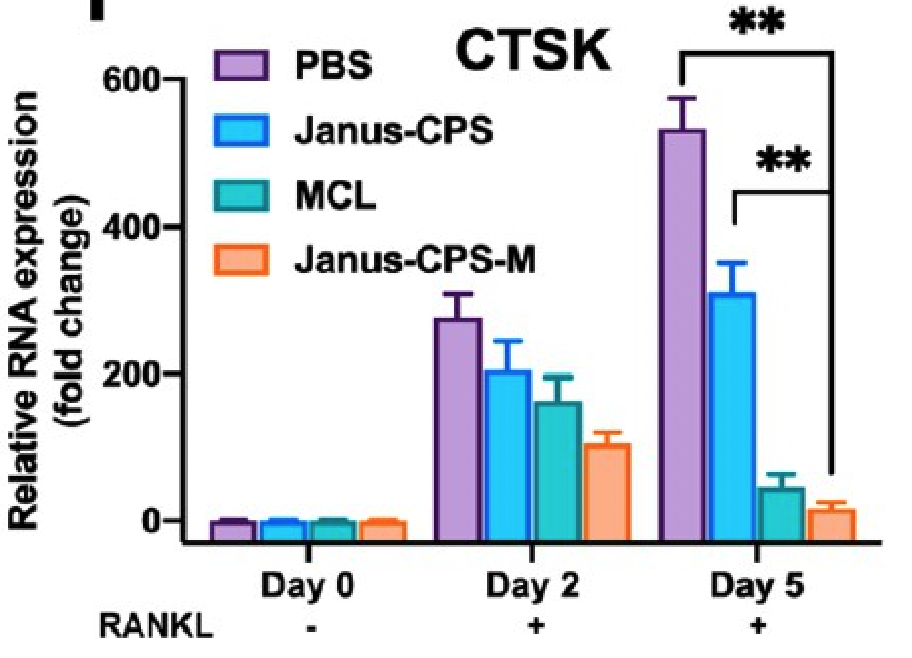 CTSK
**
**
PBS
Janus-CPS
MCL
Janus-CPS-M
Relative RNA expression
(fold change)
600
400
200
0
Day 0 Day 2 Day 5
RANKL - + +